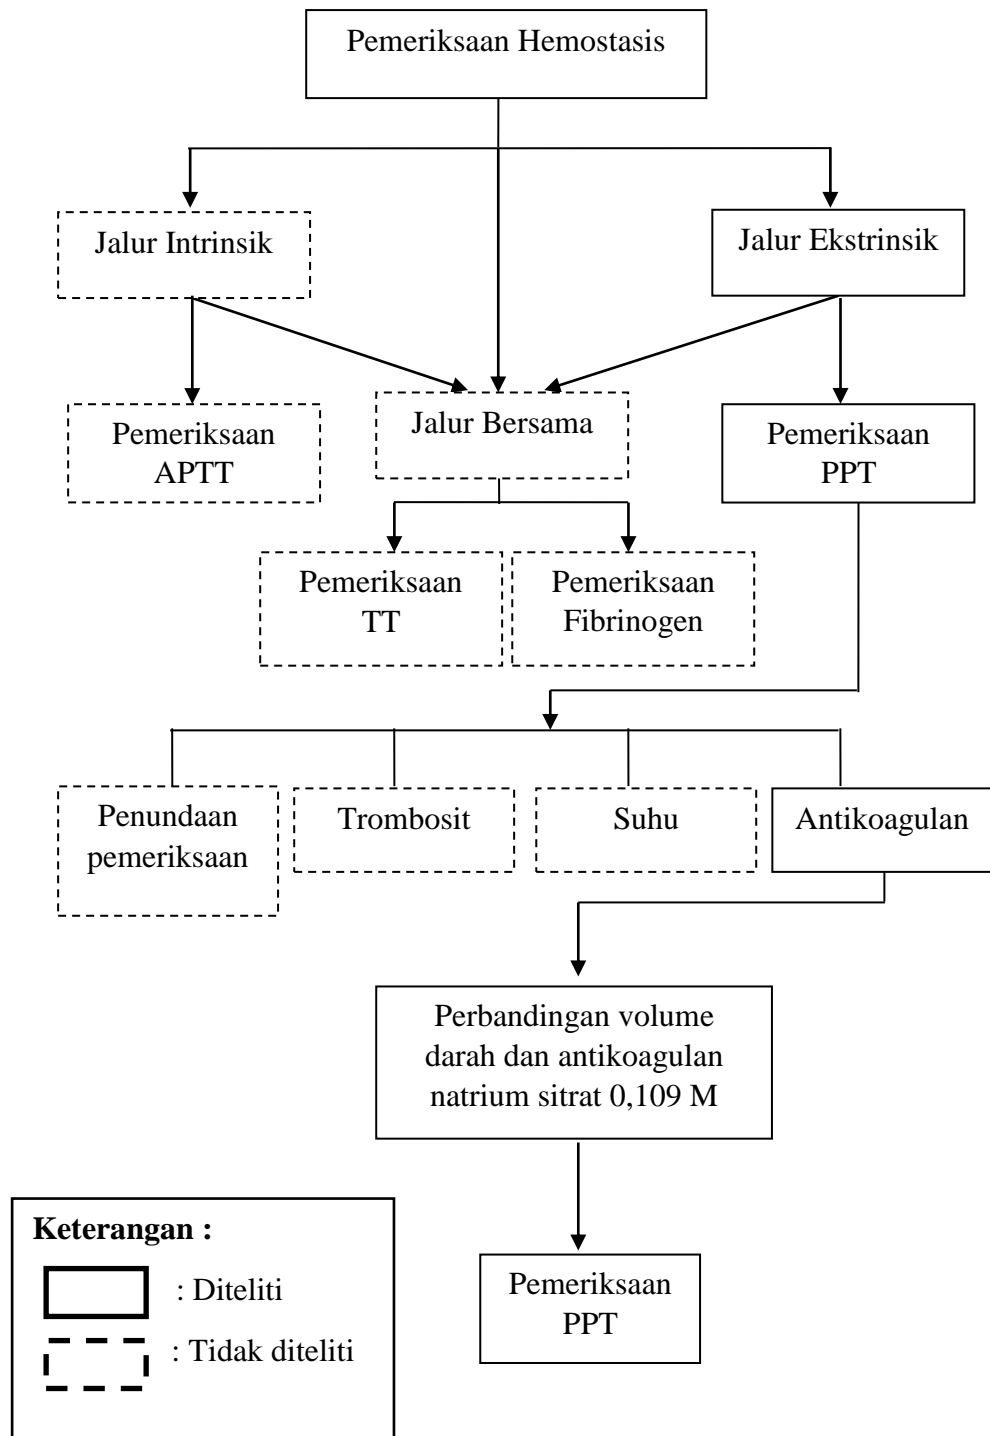 Pemeriksaan Hemostasis
Jalur Intrinsik
Jalur Ekstrinsik
Pemeriksaan
APTT
Jalur Bersama
Pemeriksaan
PPT
Pemeriksaan
TT
Pemeriksaan
Fibrinogen
Penundaan
pemeriksaan
Trombosit
Suhu
Antikoagulan
Perbandingan volume
darah dan antikoagulan
natrium sitrat 0,109 M
Pemeriksaan
PPT
Keterangan :
: Diteliti
: Tidak diteliti